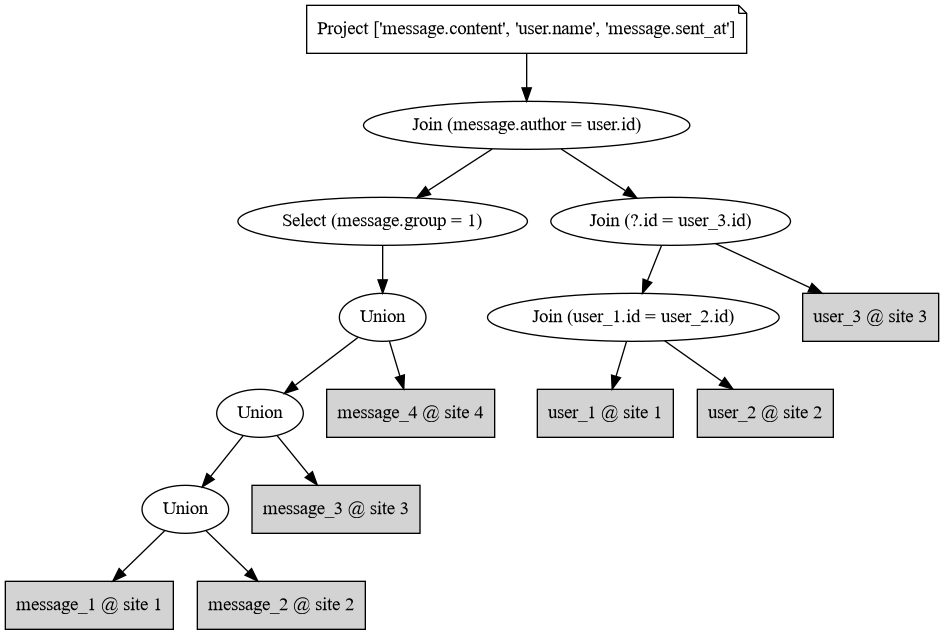 Project ['message.content', 'user.name', 'message.sent_at']
Join (message.author = user.id)
Select (message.group = 1)
Join (?.id = user_3.id)
Union
Join (user_1.id = user_2.id)
user_3 @ site 3
Union
message_4 @ site 4
user_1 @ site 1
user_2 @ site 2
Union
message_3 @ site 3
message_1 @ site 1
message_2 @ site 2